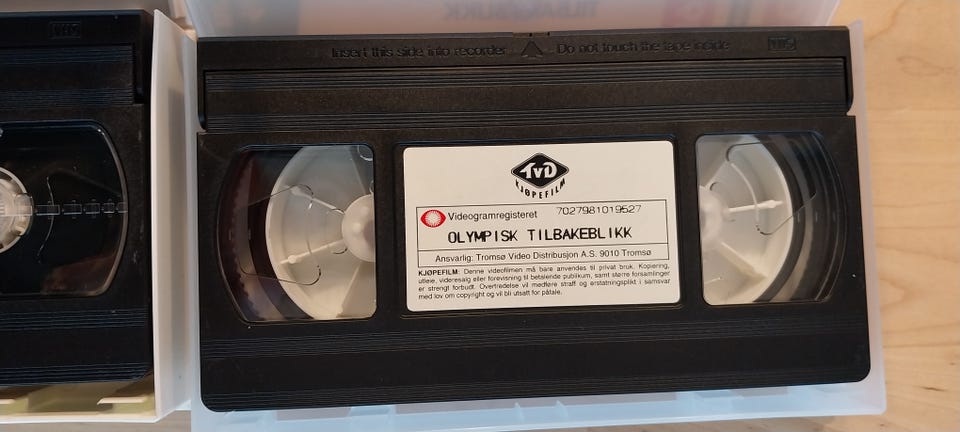 TILBAKEBLIKK
VHS
Insert this side into recorder Do not touch the tape inside VHS
TVD
KJØPEFILM
Videogramregisteret 7027981019527
OLYMPISK TILBAKEBLIKK
Ansvarlig: Tromsø Video Distribusjon A.S. 9010 Tromsø
KJØPEFILM: Denne videofilmen må bare anvendes til privat bruk. Kopiering,
utleie, videresalg eller forevisning til betalende publikum, samt større forsamlinger
er strengt forbudt. Overtredelse vil medføre straff og erstatningsplikt i samsvar
med lov om copyright og vil bli utsatt for påtale.